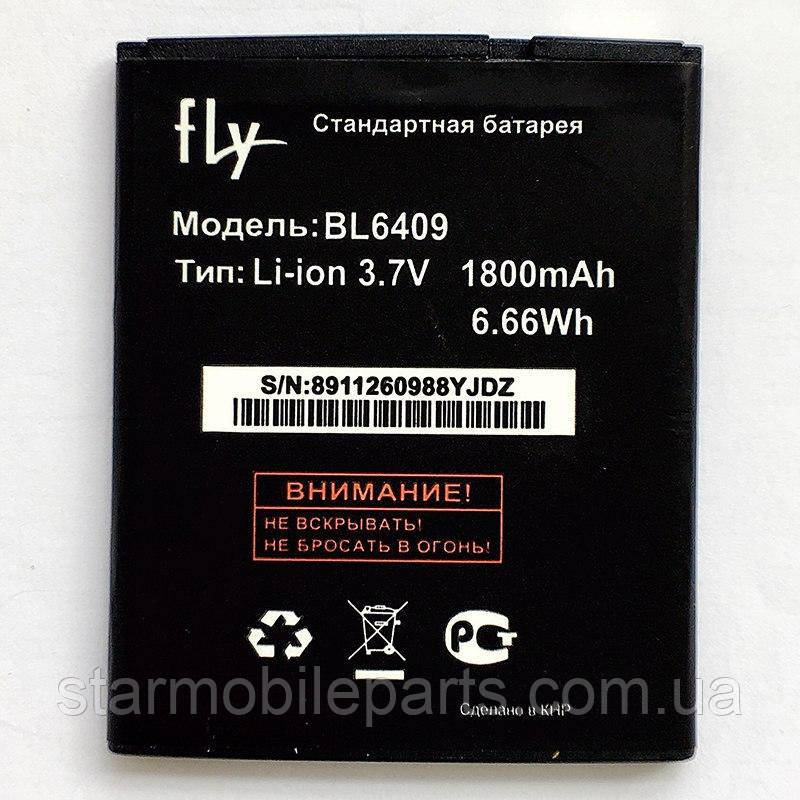 fly
Стандартная батарея
Модель: BL6409
Тип: Li-ion 3.7V 1800mAh
6.66Wh
S/N:8911260988YJDZ
ВНИМАНИЕ!
НЕ ВСКРЫВАТЬ!
НЕ БРОСАТЬ В ОГОНЬ!
РСТ
starmobileparts.com.ua
Сделано в КНР